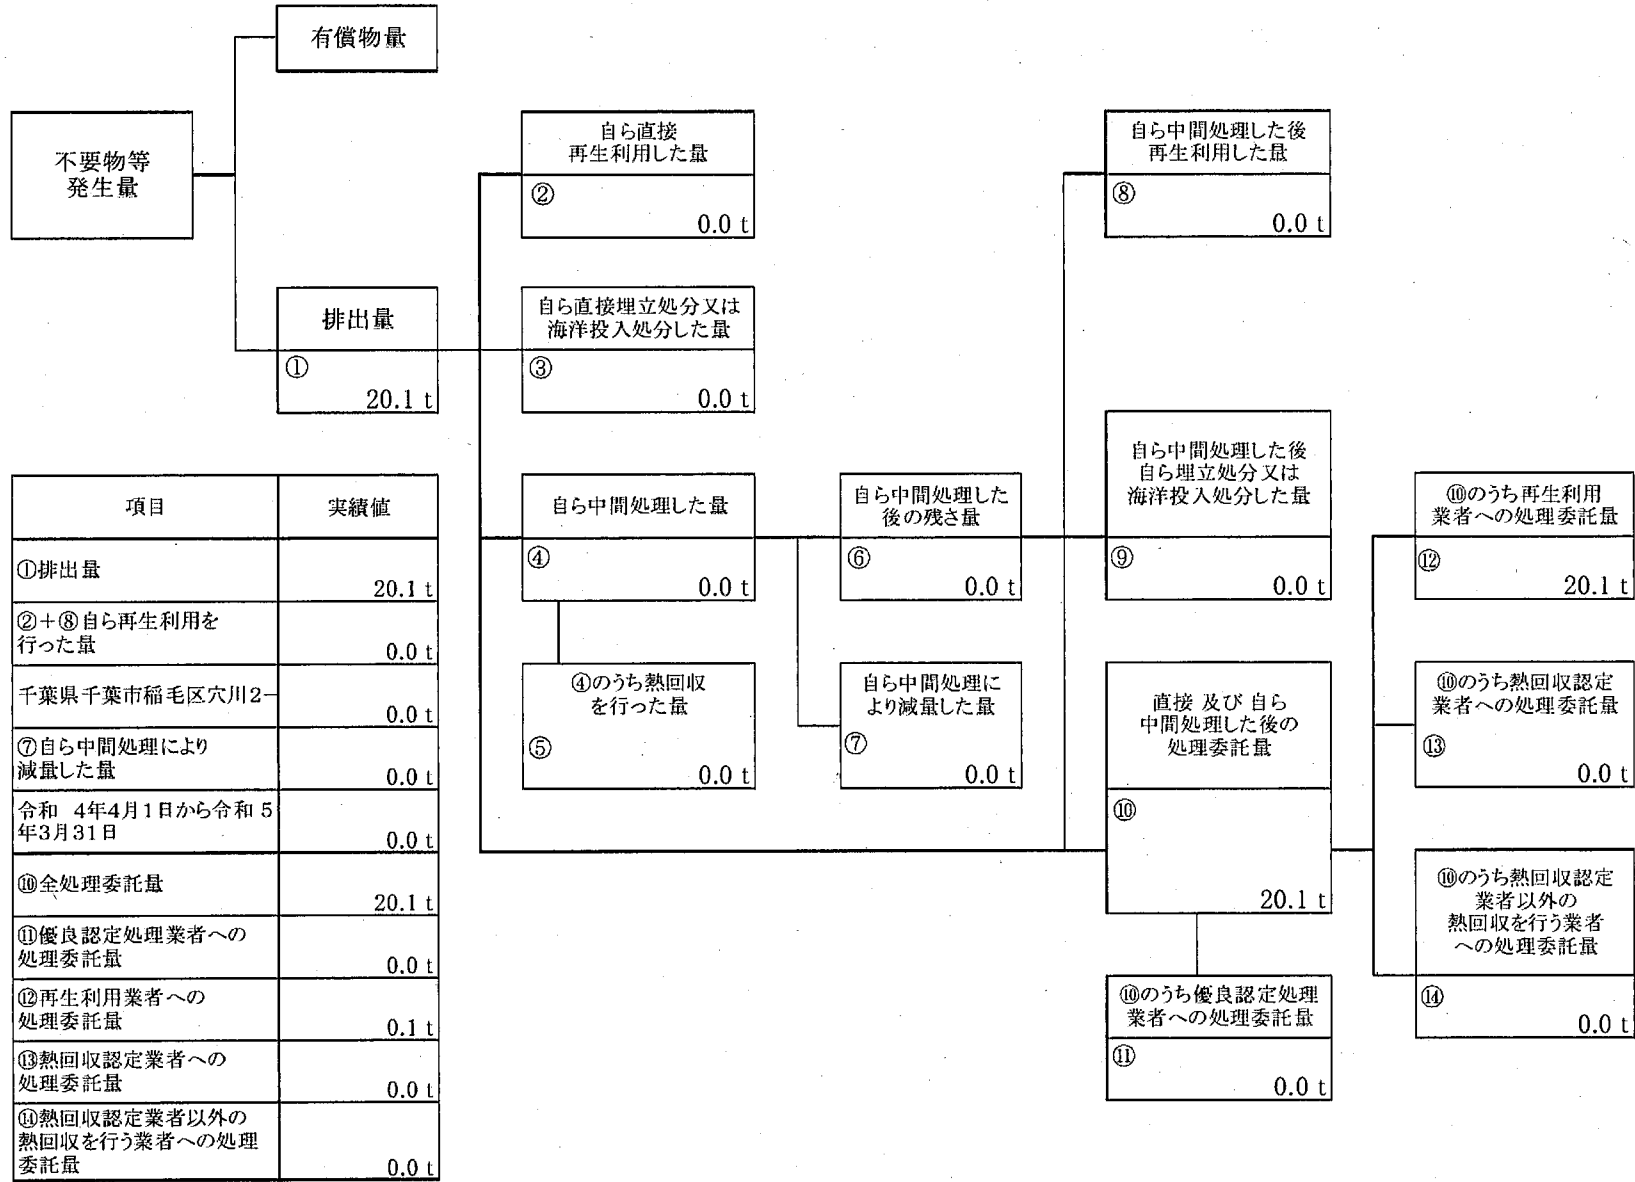 有償物量
不要物等
発生量
排出量
①
20.1 t
自ら直接
再生利用した量
②
0.0 t
自ら直接埋立処分又は
海洋投入処分した量
③
0.0 t
自ら中間処理した量
④
0.0 t
④のうち熱回収
を行った量
⑤
0.0 t
自ら中間処理した
後の残さ量
⑥
0.0 t
自ら中間処理に
より減量した量
⑦
0.0 t
自ら中間処理した後
再生利用した量
⑧
0.0 t
自ら中間処理した後
自ら埋立処分又は
海洋投入処分した量
⑨
0.0 t
直接 及び 自ら
中間処理した後の
処理委託量
⑩
20.1 t
⑩のうち優良認定処理
業者への処理委託量
⑪
0.0 t
⑩のうち再生利用
業者への処理委託量
⑫
20.1 t
⑩のうち熱回収認定
業者への処理委託量
⑬
0.0 t
⑩のうち熱回収認定
業者以外の
熱回収を行う業者
への処理委託量
⑭
0.0 t
項目 実績値
①排出量
20.1 t
②+⑧自ら再生利用を
行った量
0.0 t
千葉県千葉市稲毛区穴川2-
0.0 t
⑦自ら中間処理により
減量した量
0.0 t
令和 4年4月1日から令和 5
年3月31日
0.0 t
⑩全処理委託量
20.1 t
⑪優良認定処理業者への
処理委託量
0.0 t
⑫再生利用業者への
処理委託量
0.1 t
⑬熱回収認定業者への
処理委託量
0.0 t
⑭熱回収認定業者以外の
熱回収を行う業者への処理
委託量
0.0 t